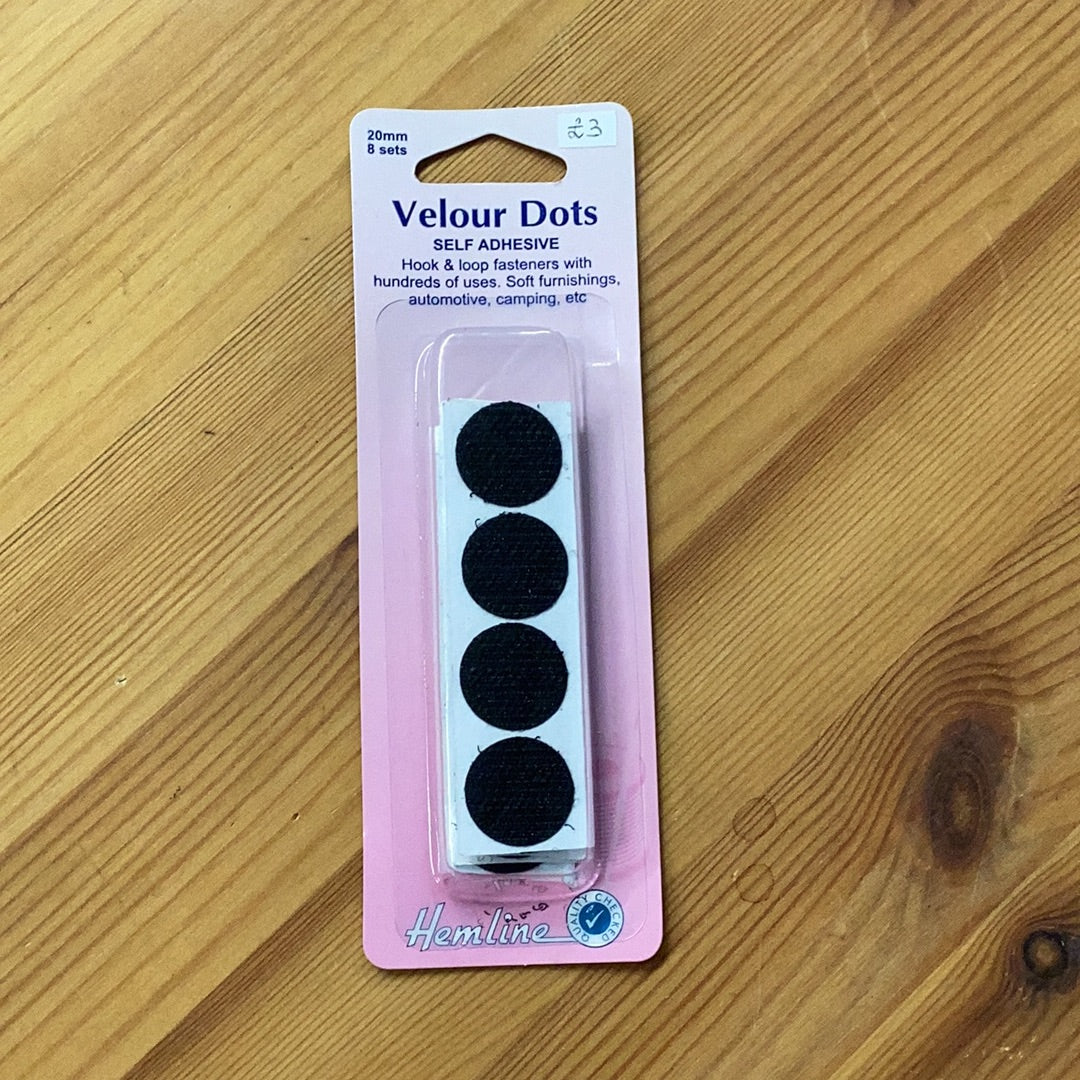 20mm
8 sets
£3
Velour Dots
SELF ADHESIVE
Hook & loop fasteners with
hundreds of uses. Soft furnishings,
automotive, camping, etc
Hemline
QUALITY CHECKED